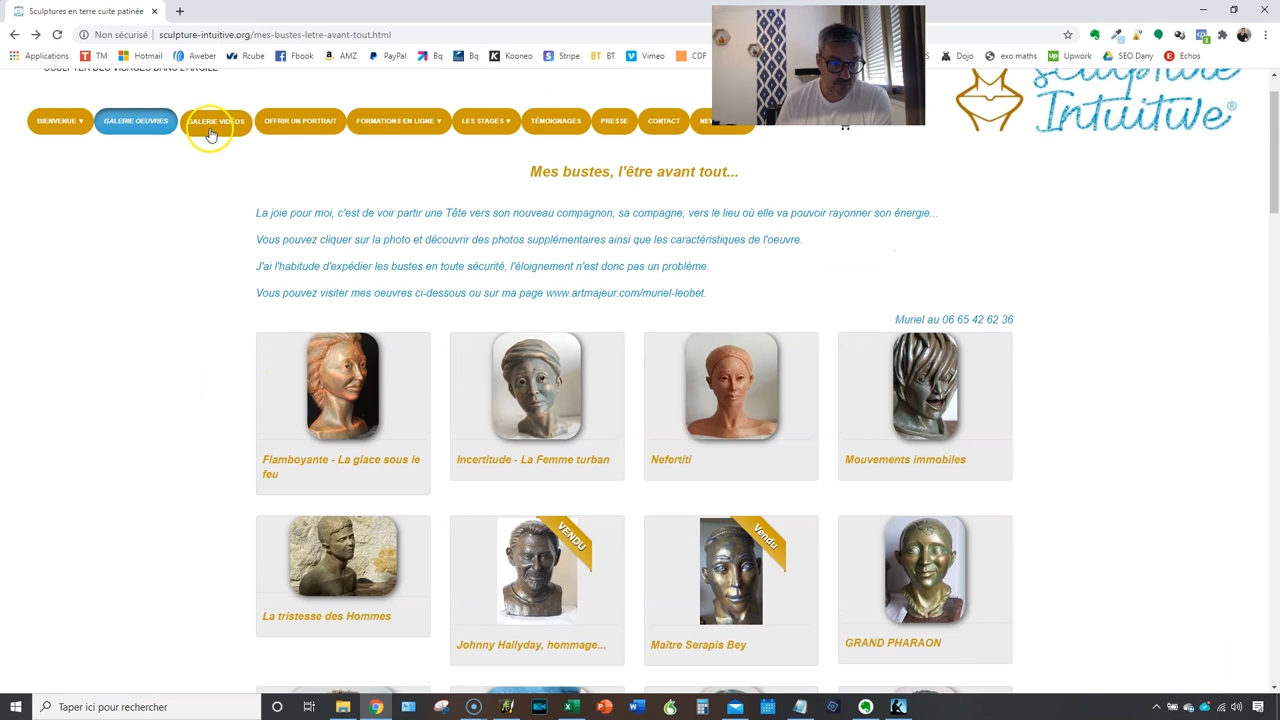 Sculptures en terre cuite patinée
Non sécurisé | sculpture-intuitive.org/mes-bustes-letre-avant-tout.html
Applications TM Hotmail Rcube Fbook AMZ PayPal Bq Bq Kooneo Stripe BT Vimeo CDF Dojo exo maths Upwork SEO Dany Echos
SCULPTER DES VISAGES DANS L'ARGILE
Sculpture
Intuitive®
BIENVENUE ▼ GALERIE OEUVRES GALERIE VIDÉOS OFFRIR UN PORTRAIT FORMATIONS EN LIGNE ▼ LES STAGES ▼ TÉMOIGNAGES PRESSE CONTACT
Mes bustes, l'être avant tout...
La joie pour moi, c'est de voir partir une Tête vers son nouveau compagnon, sa compagne, vers le lieu où elle va pouvoir rayonner son énergie...
Vous pouvez cliquer sur la photo et découvrir des photos supplémentaires ainsi que les caractéristiques de l'oeuvre.
J'ai l'habitude d'expédier les bustes en toute sécurité, l'éloignement n'est donc pas un problème.
Vous pouvez visiter mes oeuvres ci-dessous ou sur ma page www.artmajeur.com/muriel-leobet.
Muriel au 06 65 42 62 36
Flamboyante - La glace sous le
feu
Incertitude - La Femme turban
Nefertiti
Mouvements immobiles
VENDU
Vendu
La tristesse des Hommes
Johnny Hallyday, hommage...
Maître Serapis Bey
GRAND PHARAON
Taper ici pour rechercher